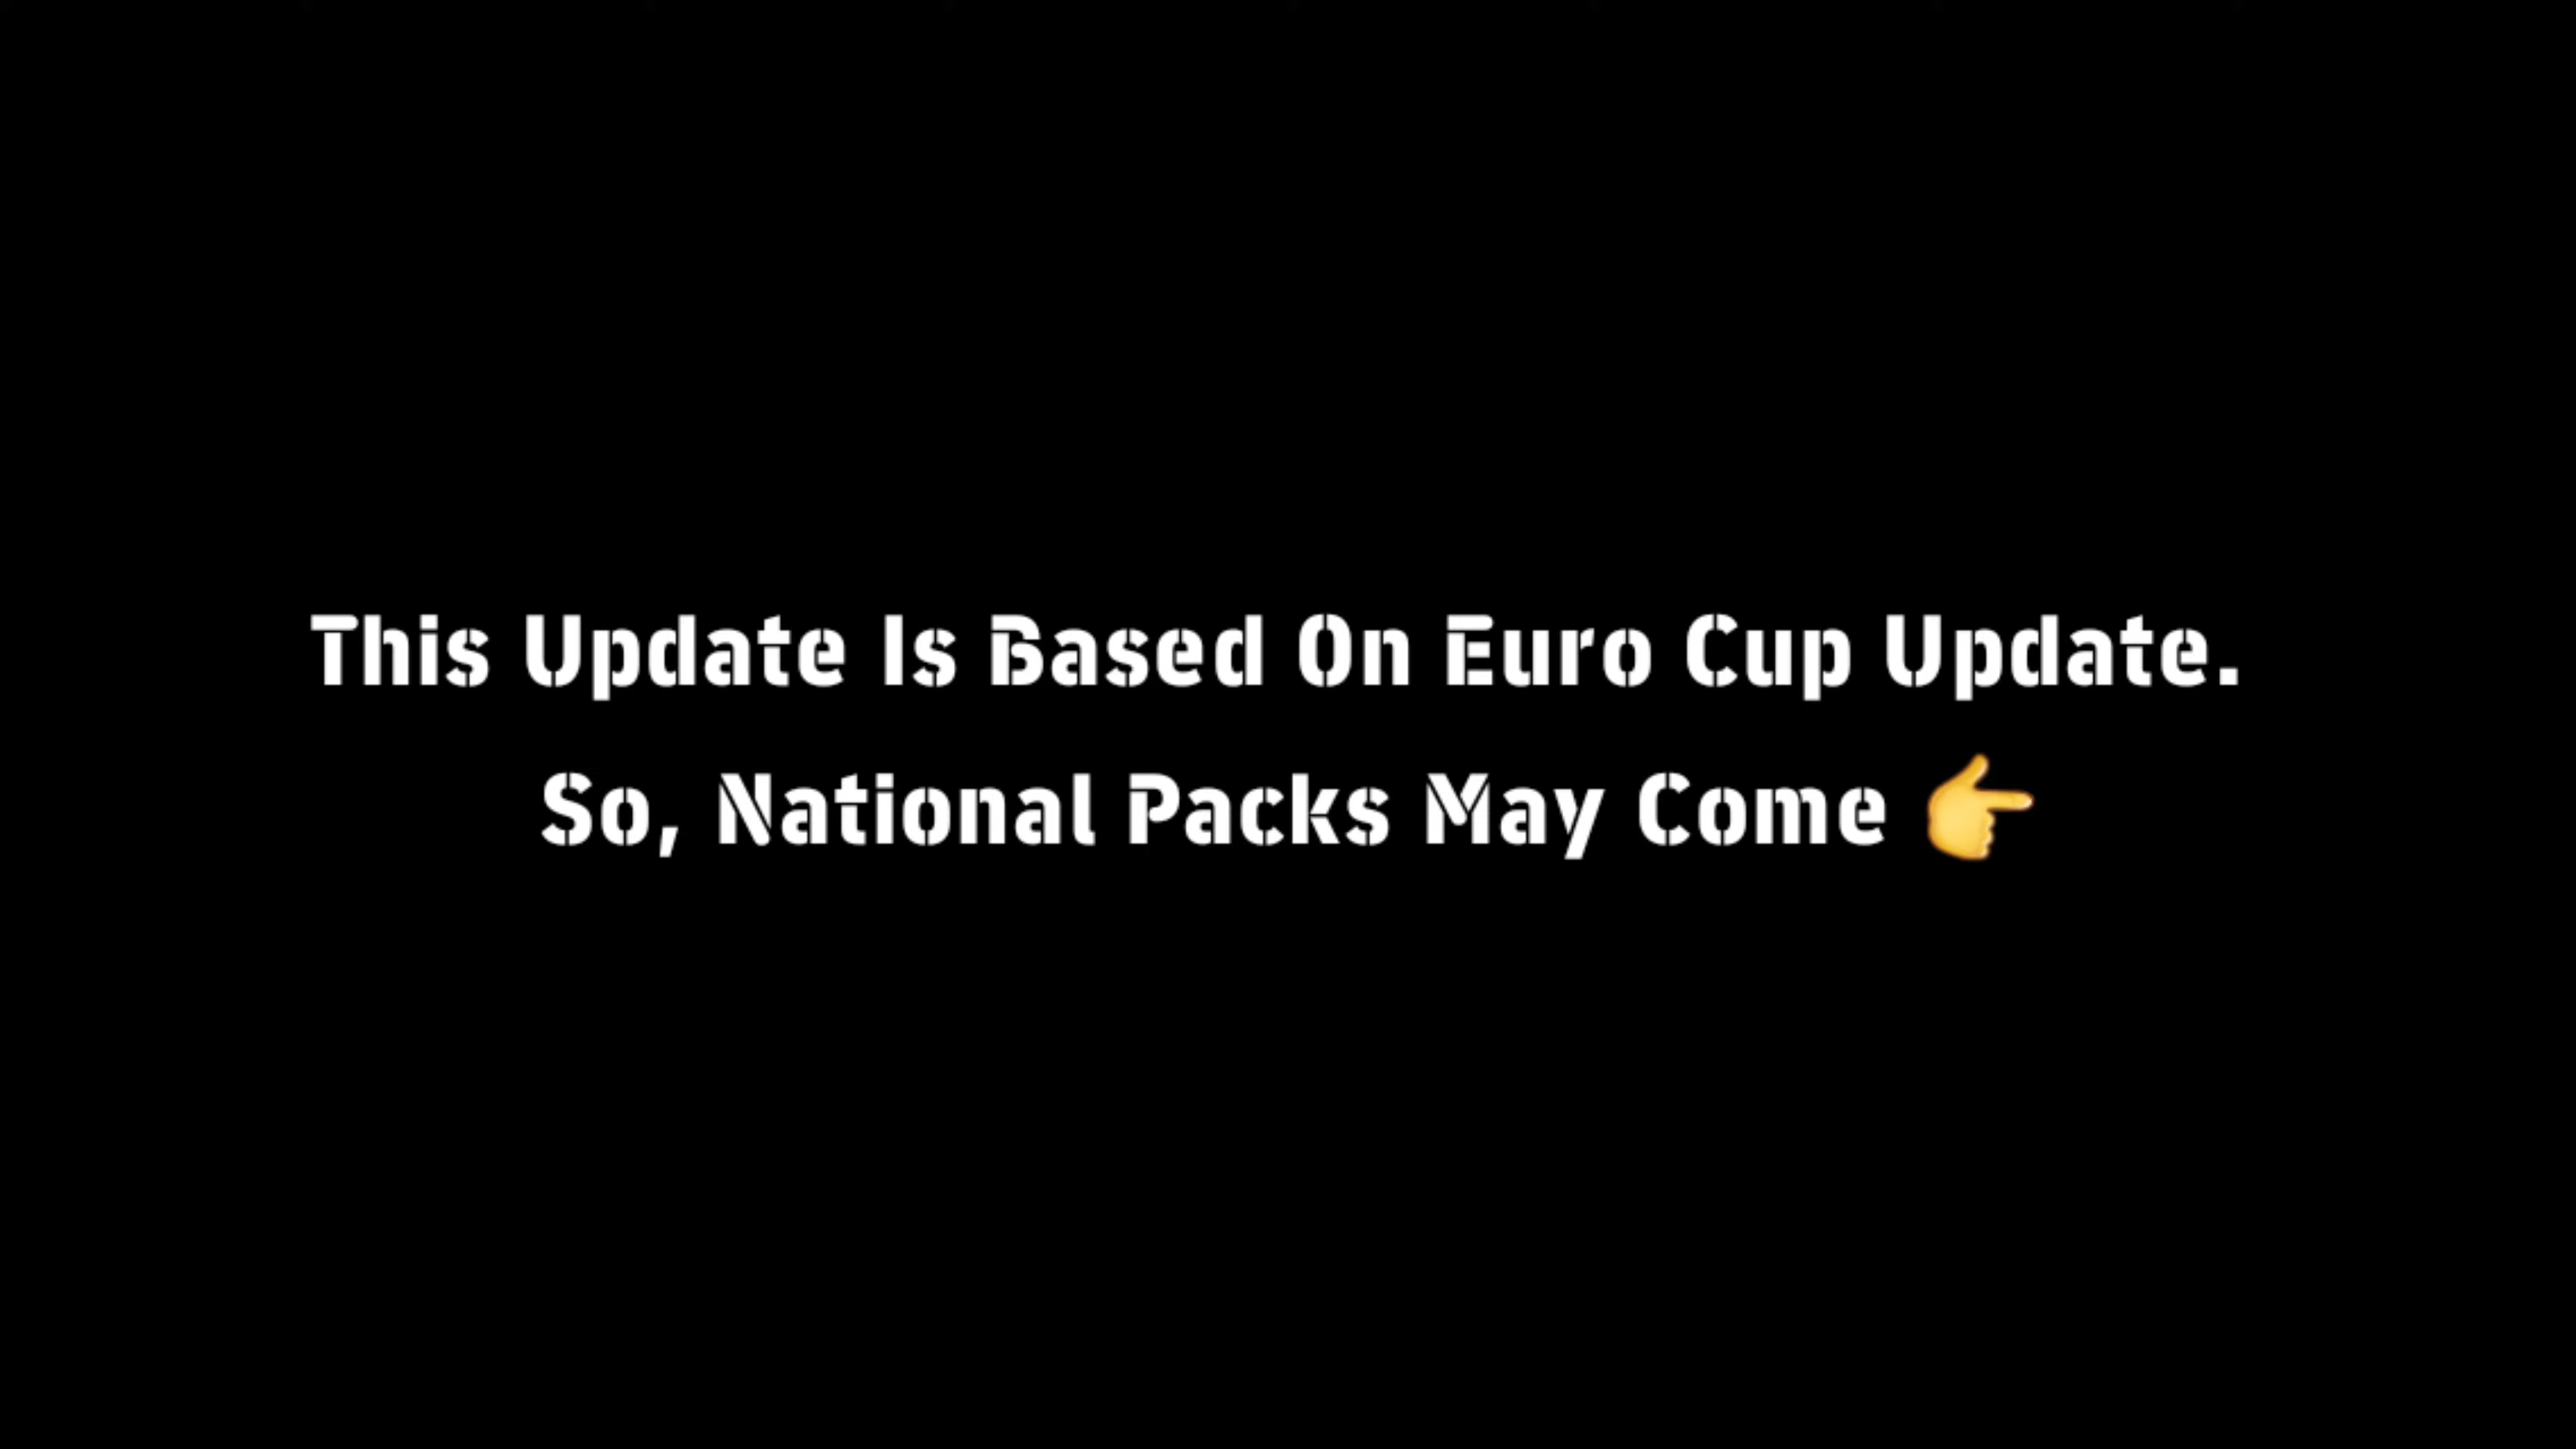 This Update Is Based On Euro Cup Update.
So, National Packs May Come 👉